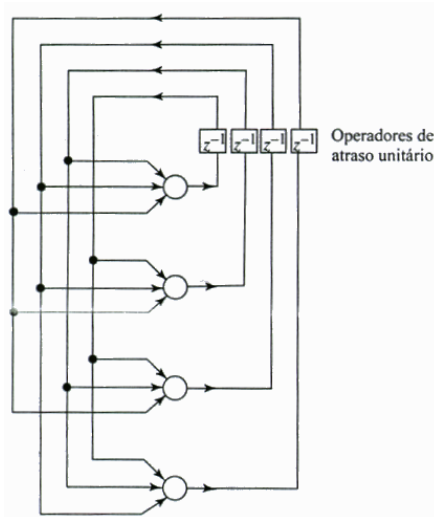 z⁻¹ z⁻¹ z⁻¹ z⁻¹
Operadores de
atraso unitário